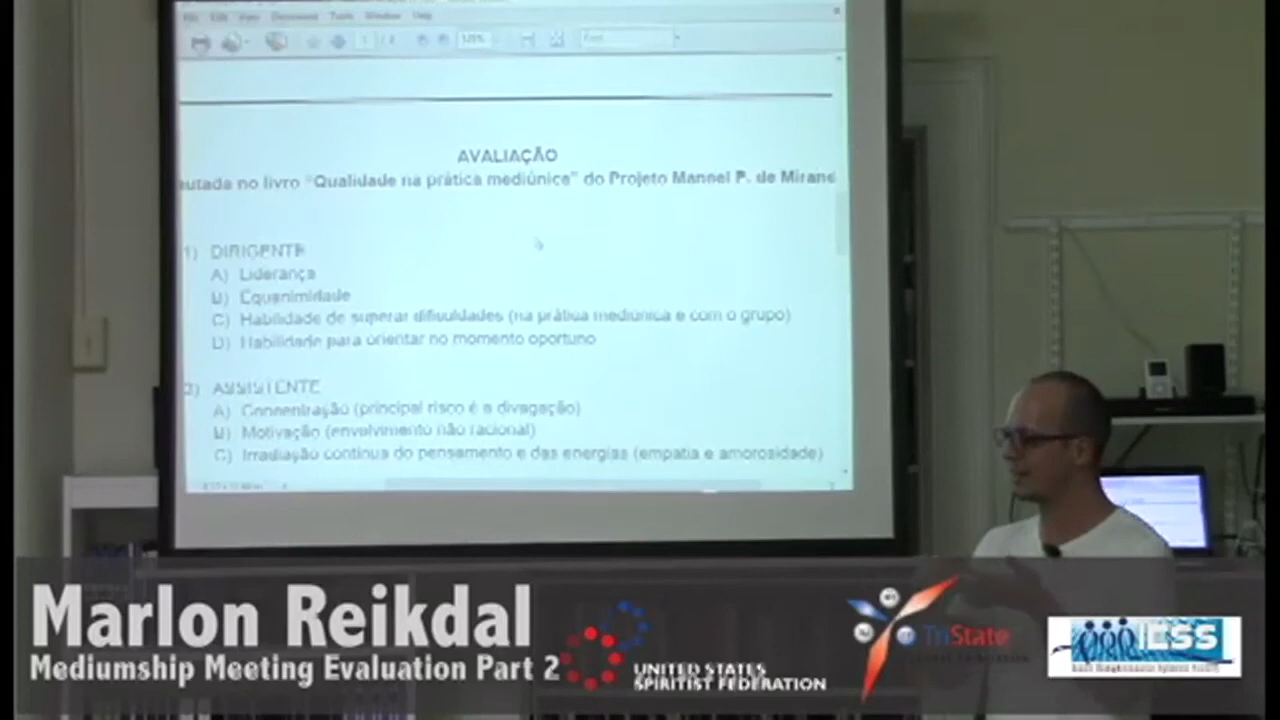 AVALIAÇÃO
no livro "Qualidade na prática mediúnica" do Projeto Manoel P. de
1) DIRIGENTE
A) Liderança
B) Equanimidade
C) Habilidade de superar dificuldades (na prática mediúnica e com o grupo)
D) Habilidade para orientar no momento oportuno
2) ASSISTENTE
A) Concentração (principal risco é a divagação)
B) Motivação (envolvimento não racional)
C) Irradiação contínua do pensamento e das energias (empatia e amorosidade)
Marlon Reikdal
Mediumship Meeting Evaluation Part 2
UNITED STATES
SPIRITIST FEDERATION
TriState